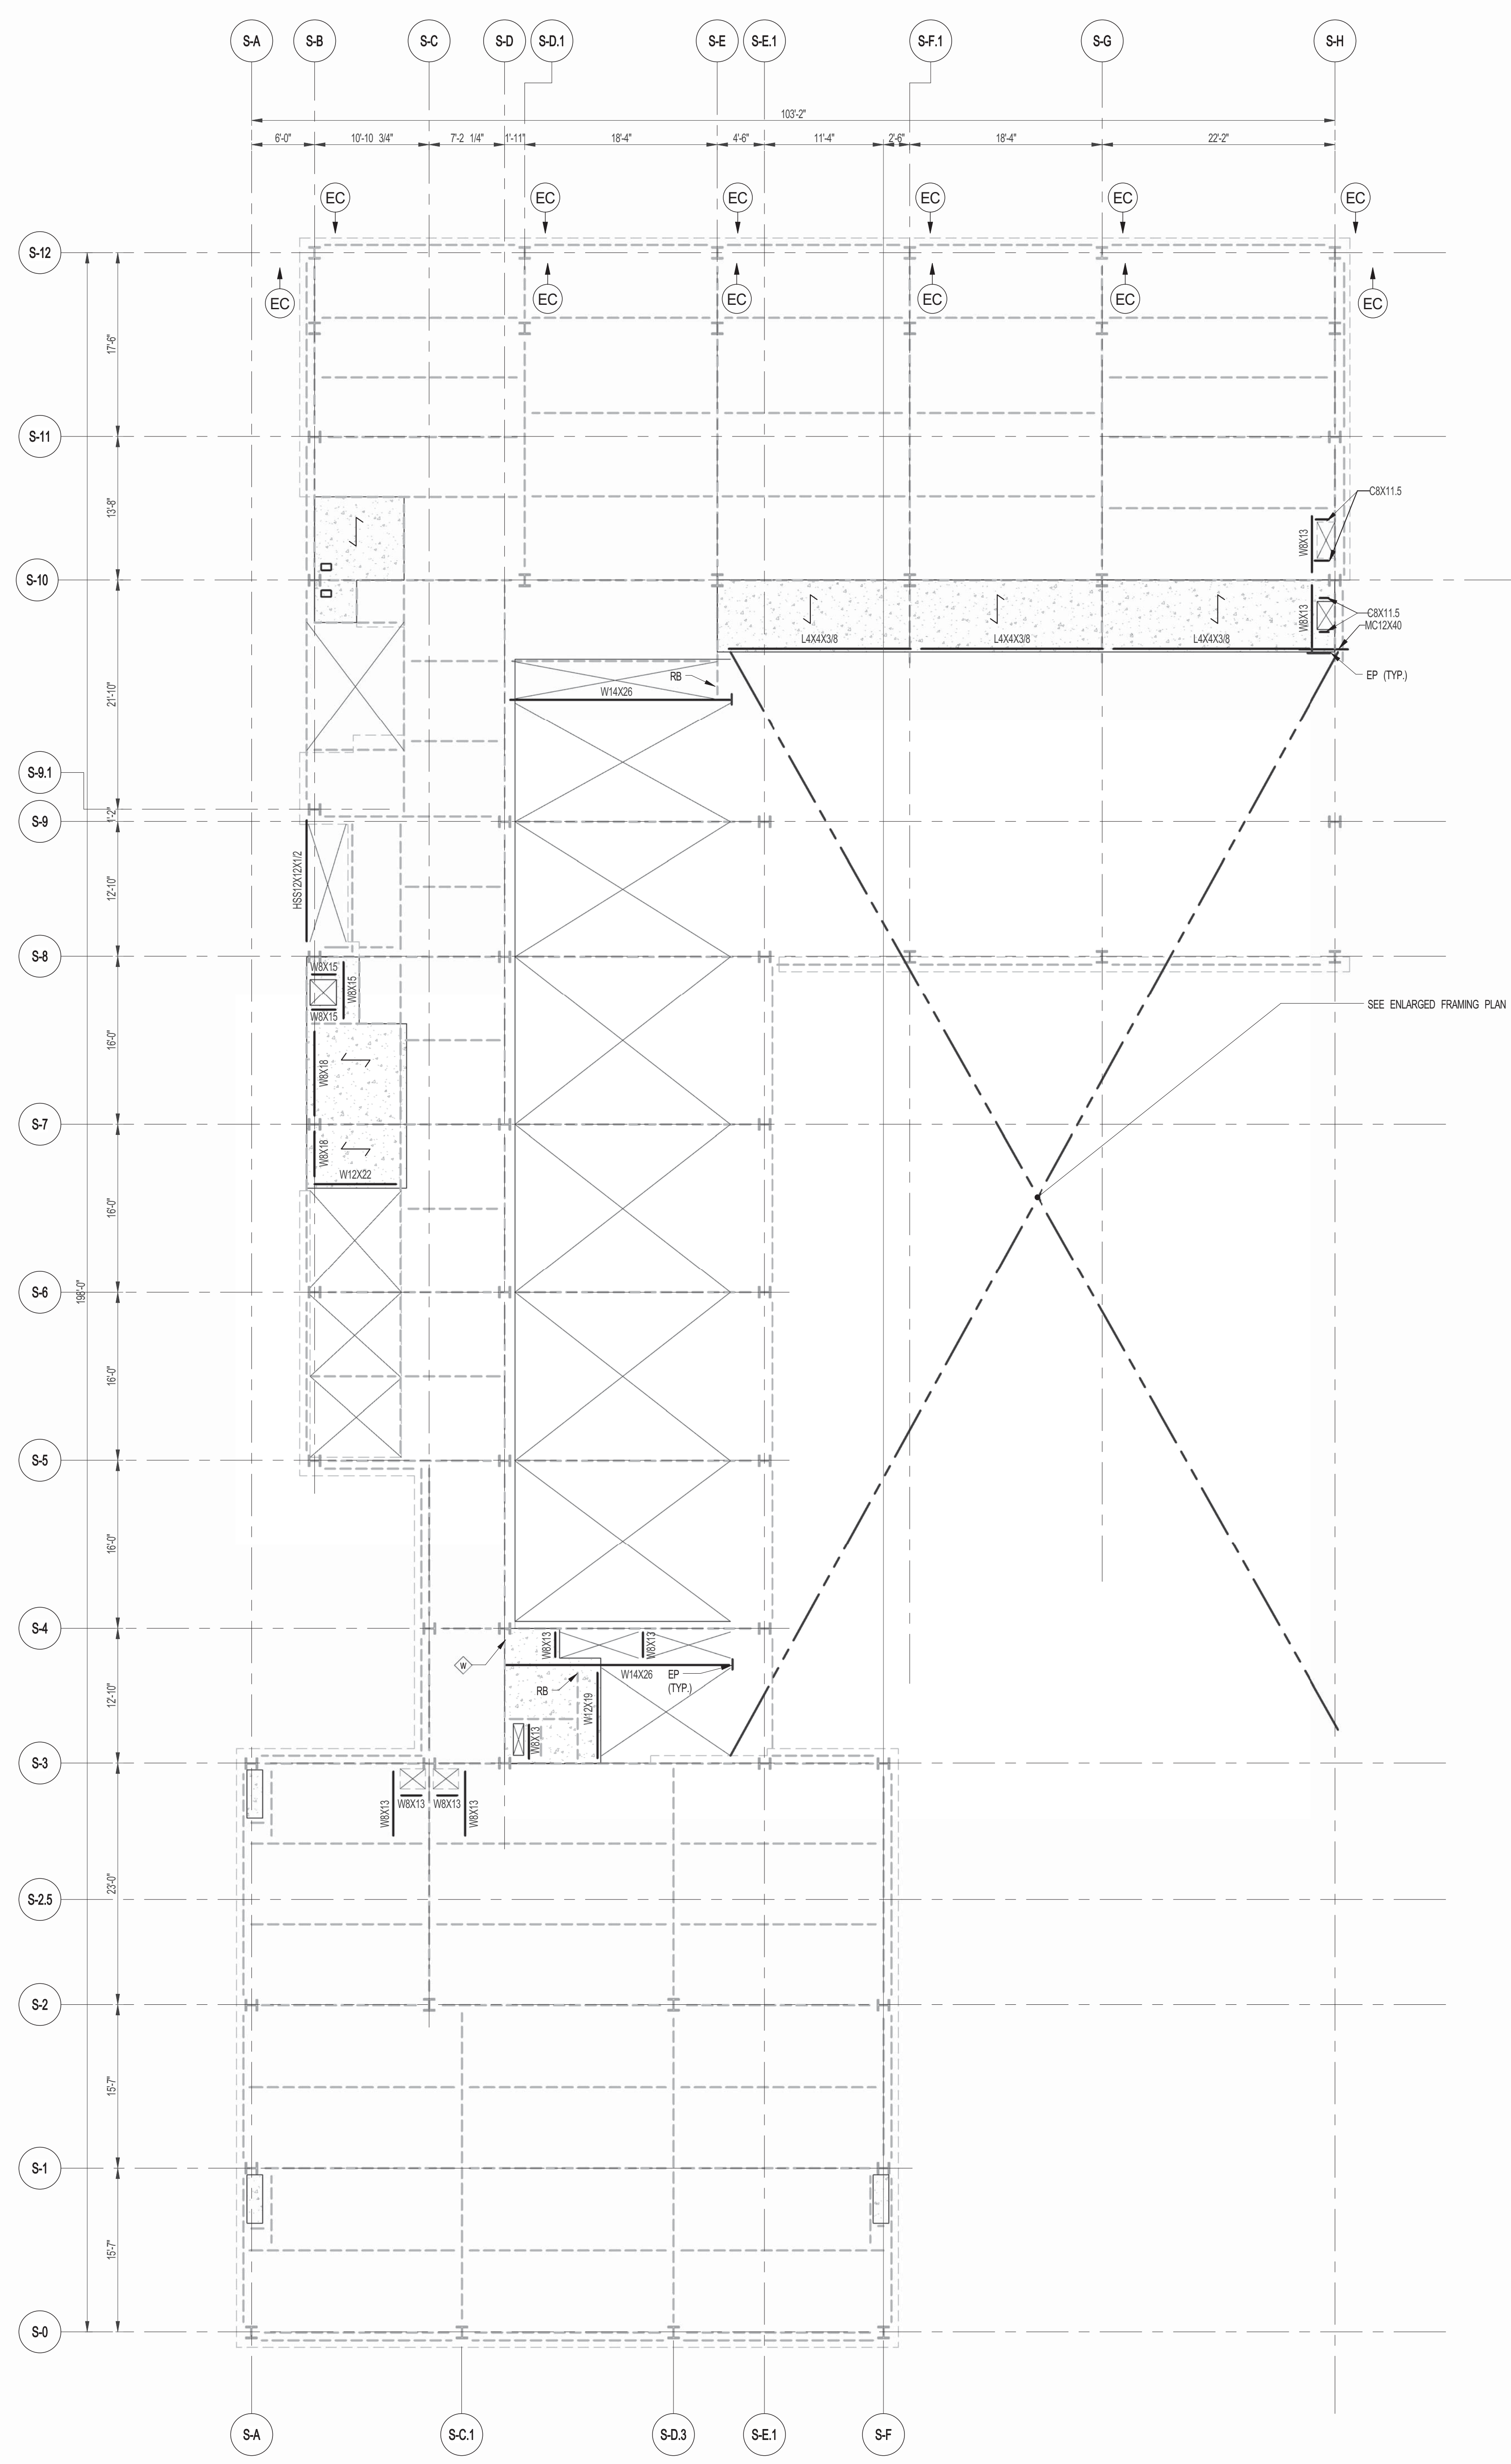 S-A S-B S-C S-D S-D.1 S-E S-E.1 S-F.1 S-G S-H
103'-2"
6'-0" 10'-10 3/4" 7'-2 1/4" 1'-11" 18'-4" 4'-6" 11'-4" 2'-6" 18'-4" 22'-2"
EC EC EC EC EC EC
S-12
EC EC EC EC EC EC
17'-6"
S-11
C8X11.5
13'-8"
W8X13
S-10
W8X13
C8X11.5
MC12X40
L4X4X3/8 L4X4X3/8 L4X4X3/8
EP (TYP.)
RB
W14X26
21'-10"
S-9.1
1'-2"
S-9
HSS12X12X1/2
12'-10"
S-8
W8X15
W8X15
W8X15
SEE ENLARGED FRAMING PLAN
16'-0"
W8X18
S-7
W8X18
W12X22
16'-0"
S-6
198'-0"
16'-0"
S-5
16'-0"
S-4
W8X13 W8X13
W
W14X26
EP
(TYP.)
RB
12'-10"
W12X19
W8X13
S-3
W8X13 W8X13 W8X13 W8X13
23'-0"
S-2.5
S-2
15'-7"
S-1
15'-7"
S-0
S-A S-C.1 S-D.3 S-E.1 S-F